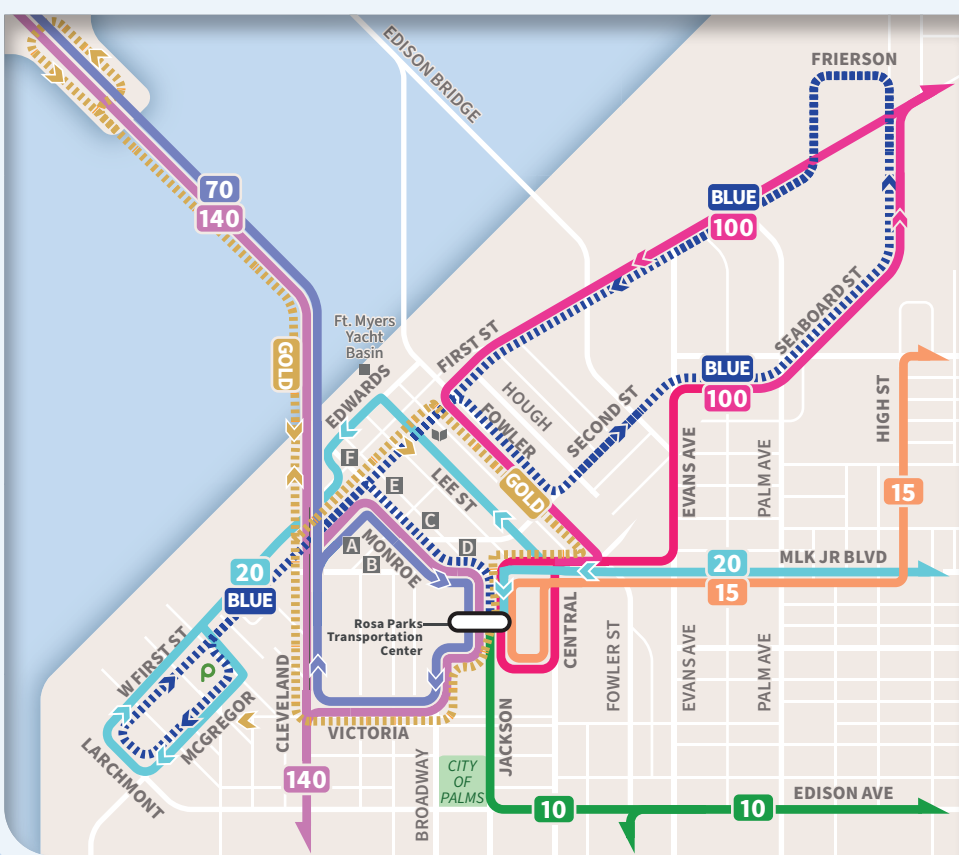 EDISON BRIDGE
FRIERSON
70
140
BLUE
100
GOLD
Ft. Myers
Yacht
Basin
FIRST ST
SEABOARD ST
EDWARDS
HOUGH
FOWLER
SECOND ST
BLUE
100
HIGH ST
F
E
LEE ST
GOLD
EVANS AVE
PALM AVE
15
C
A
B
MONROE
D
20
BLUE
20
15
MLK JR BLVD
Rosa Parks
Transportation
Center
CENTRAL
FOWLER ST
EVANS AVE
PALM AVE
W FIRST ST
P
MCGREGOR
LARCHMONT
CLEVELAND
VICTORIA
JACKSON
BROADWAY
140
CITY
OF
PALMS
10
10
EDISON AVE